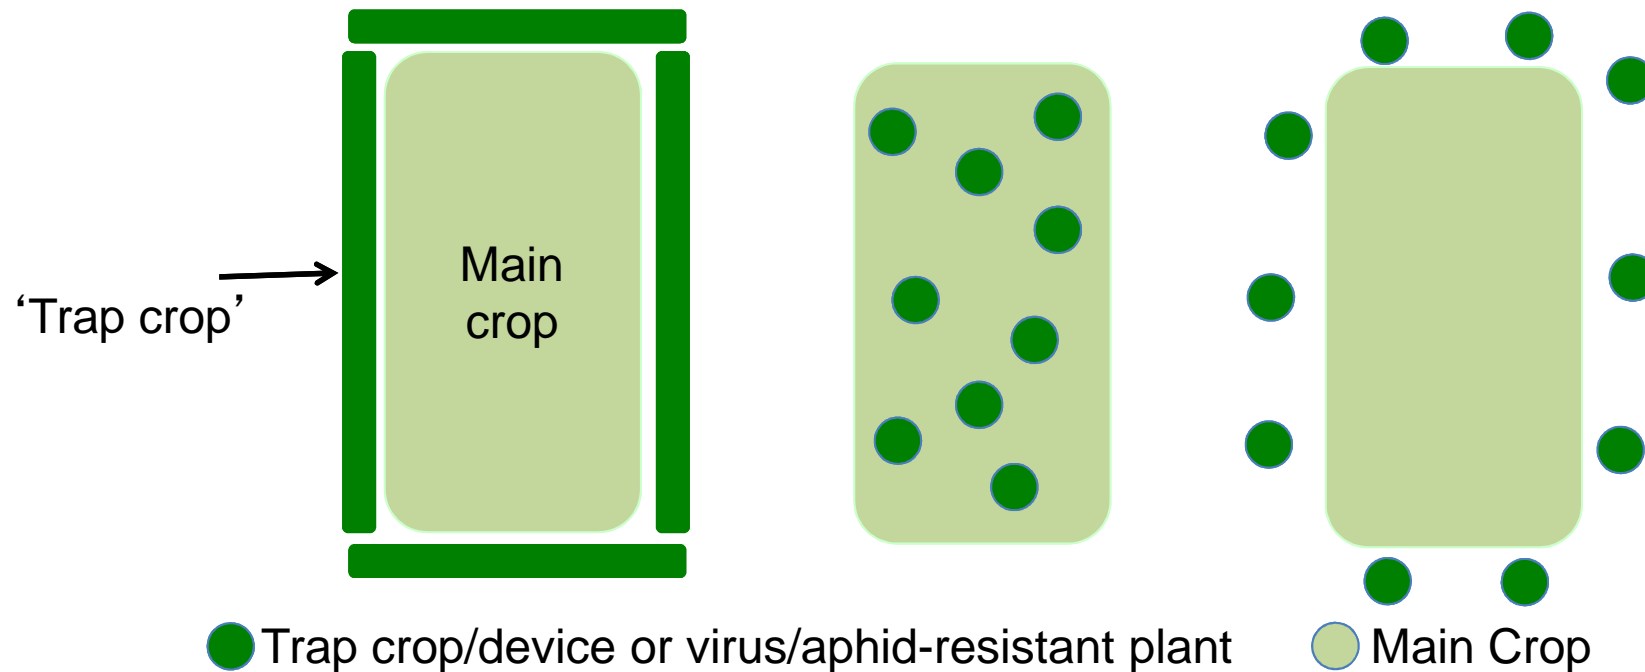 Main
crop
‘Trap crop’
Trap crop/device or virus/aphid-resistant plant
Main Crop